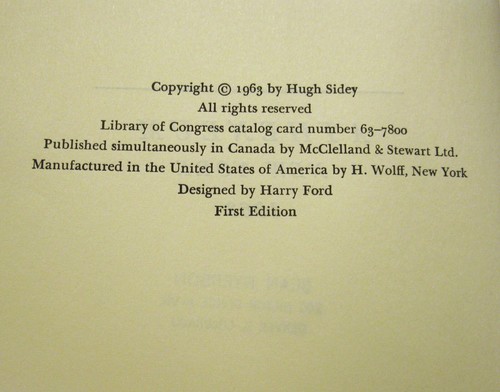 Copyright © 1963 by Hugh Sidey
All rights reserved
Library of Congress catalog card number 63–7800
Published simultaneously in Canada by McClelland & Stewart Ltd.
Manufactured in the United States of America by H. Wolff, New York
Designed by Harry Ford
First Edition